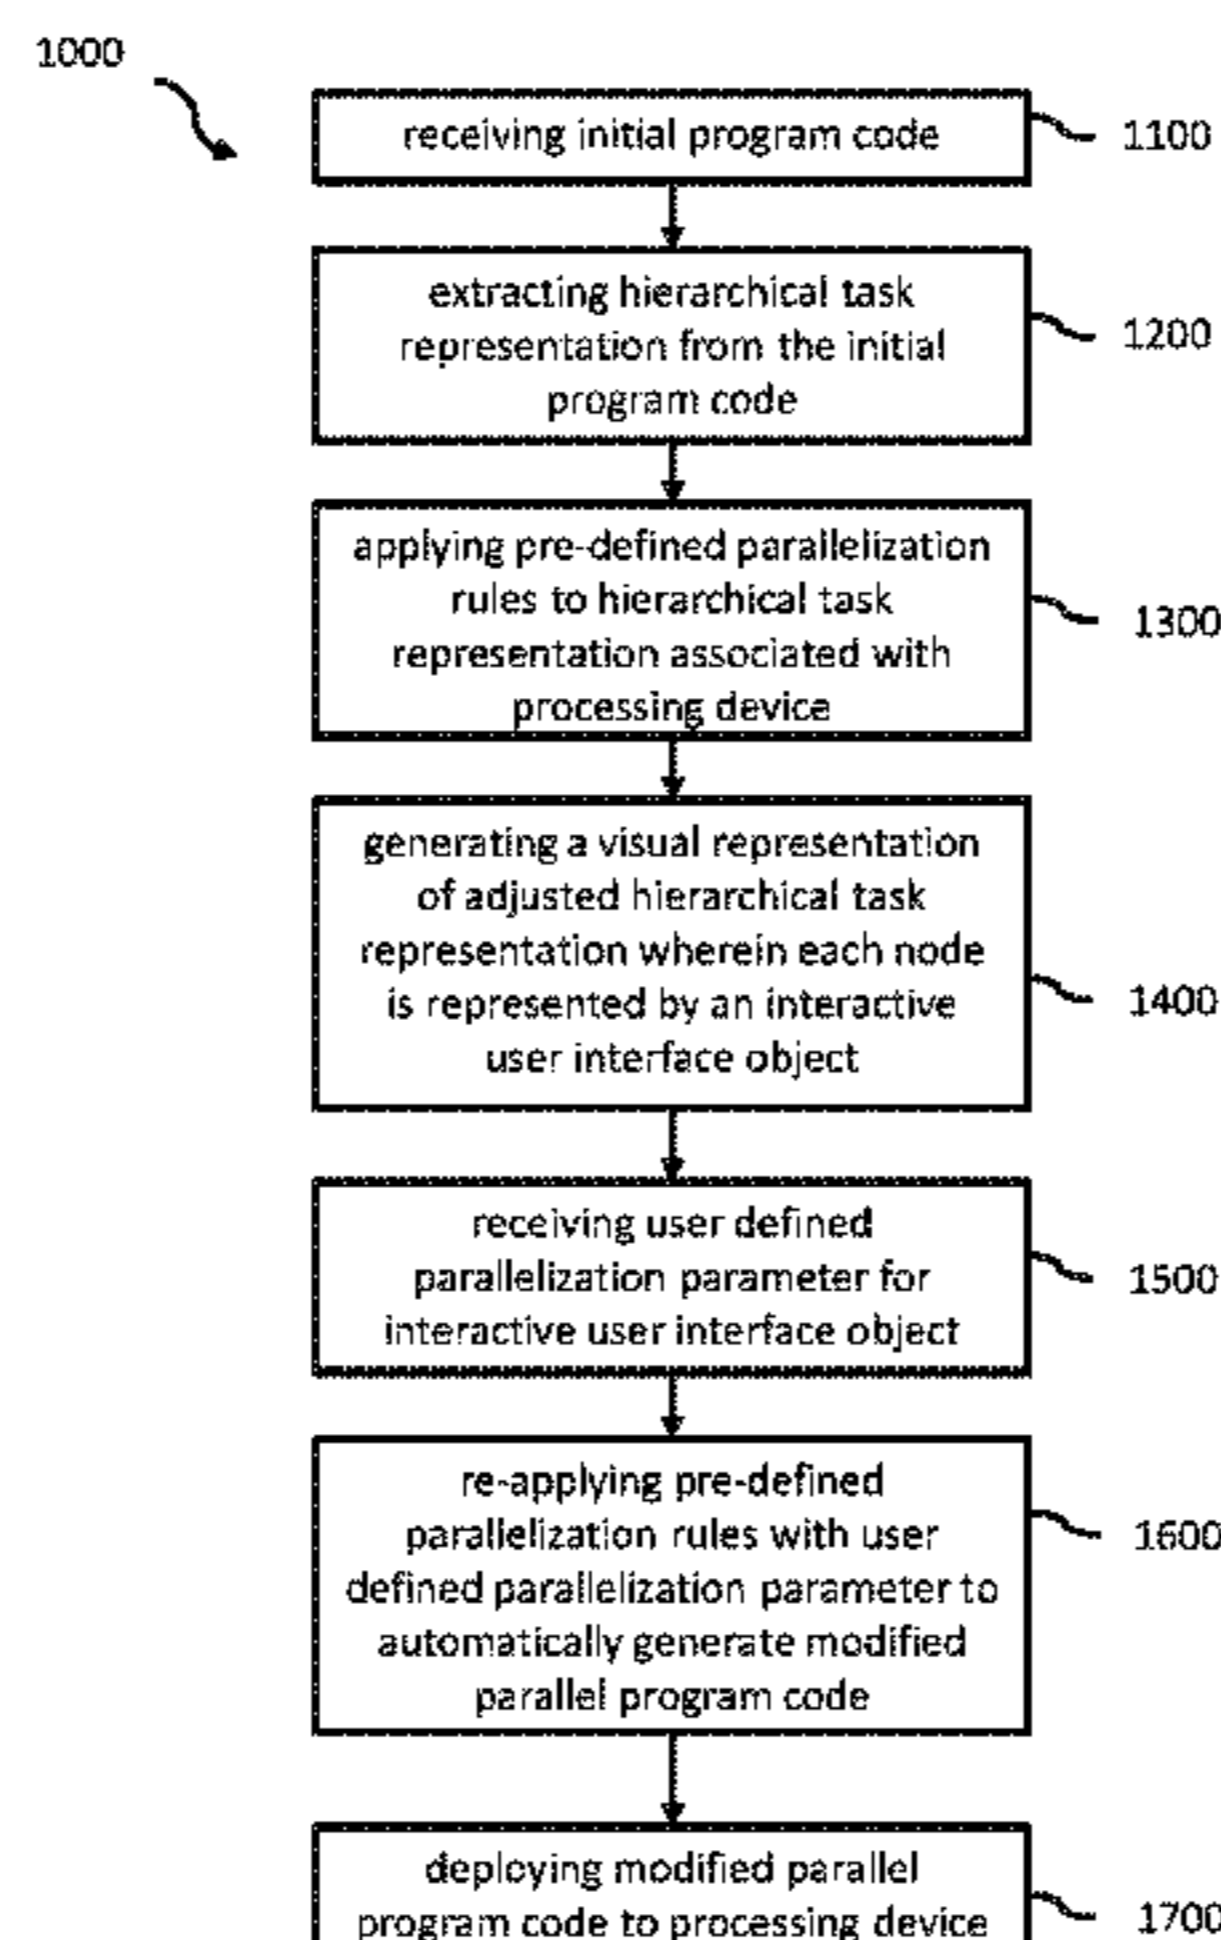 1000
receiving initial program code
1100
extracting hierarchical task
representation from the initial
program code
1200
applying pre-defined parallelization
rules to hierarchical task
representation associated with
processing device
1300
generating a visual representation
of adjusted hierarchical task
representation wherein each node
is represented by an interactive
user interface object
1400
receiving user defined
parallelization parameter for
interactive user interface object
1500
re-applying pre-defined
parallelization rules with user
defined parallelization parameter to
automatically generate modified
parallel program code
1600
deploying modified parallel
program code to processing device
1700